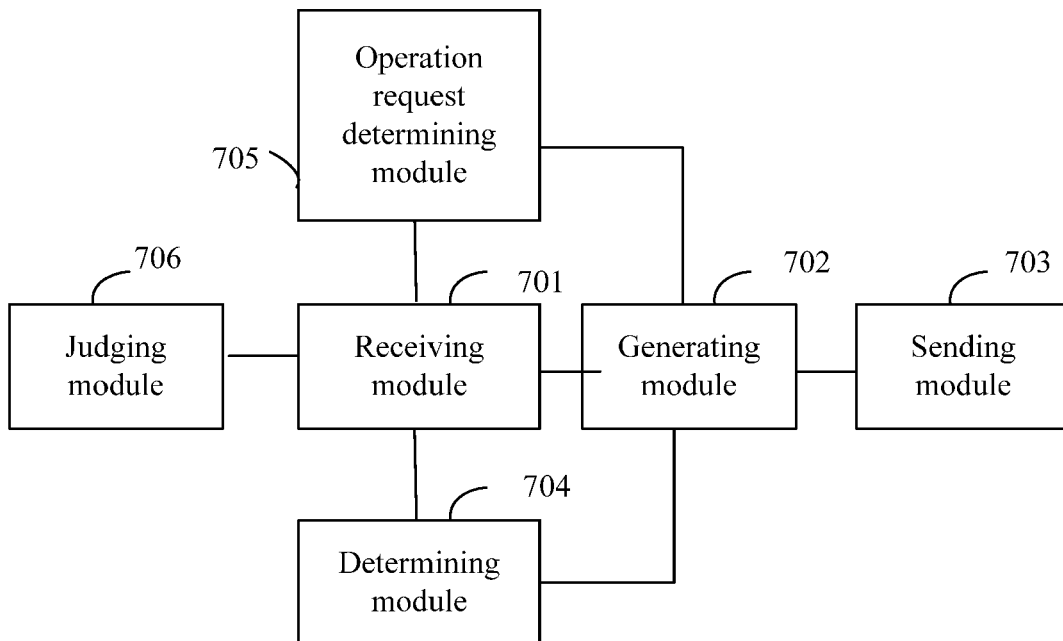 Operation
request
determining
module
705
706
701
702
703
Judging
module
Receiving
module
Generating
module
Sending
module
704
Determining
module